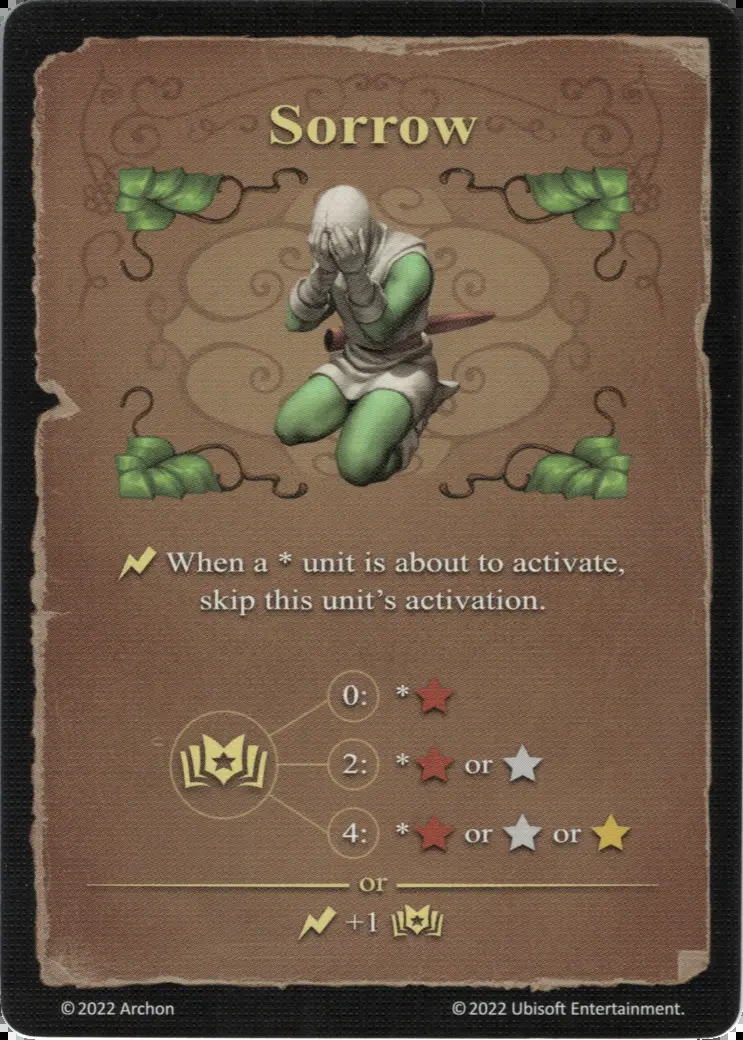 Sorrow
When a * unit is about to activate,
skip this unit's activation.
0: *
2: * or
4: * or or
or
+1
© 2022 Archon
© 2022 Ubisoft Entertainment.